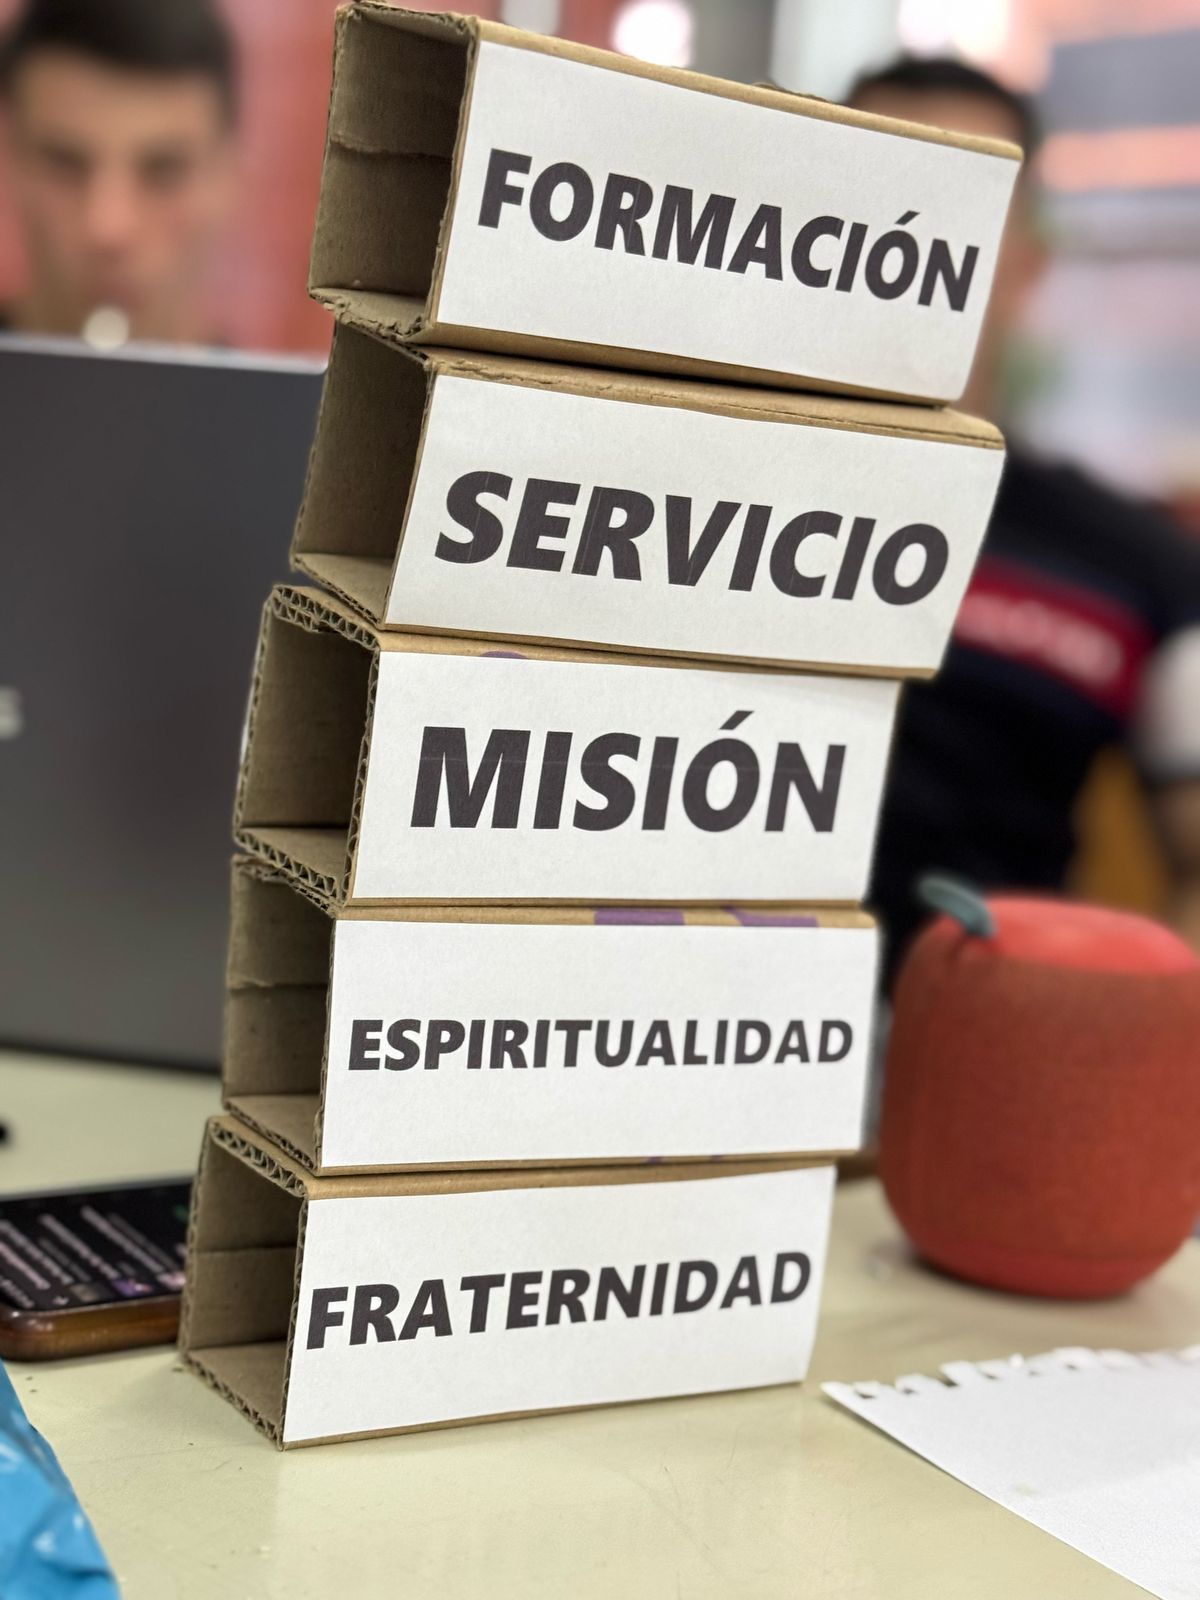 FORMACIÓN
SERVICIO
MISIÓN
ESPIRITUALIDAD
FRATERNIDAD